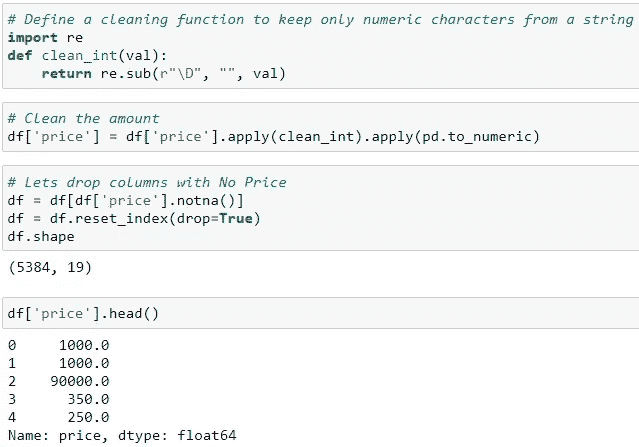 # Define a cleaning function to keep only numeric characters from a string
import re
def clean_int(val):
    return re.sub(r"\D", "", val)
# Clean the amount
df['price'] = df['price'].apply(clean_int).apply(pd.to_numeric)
# Lets drop columns with No Price
df = df[df['price'].notna()]
df = df.reset_index(drop=True)
df.shape
(5384, 19)
df['price'].head()
0     1000.0
1     1000.0
2    90000.0
3      350.0
4      250.0
Name: price, dtype: float64